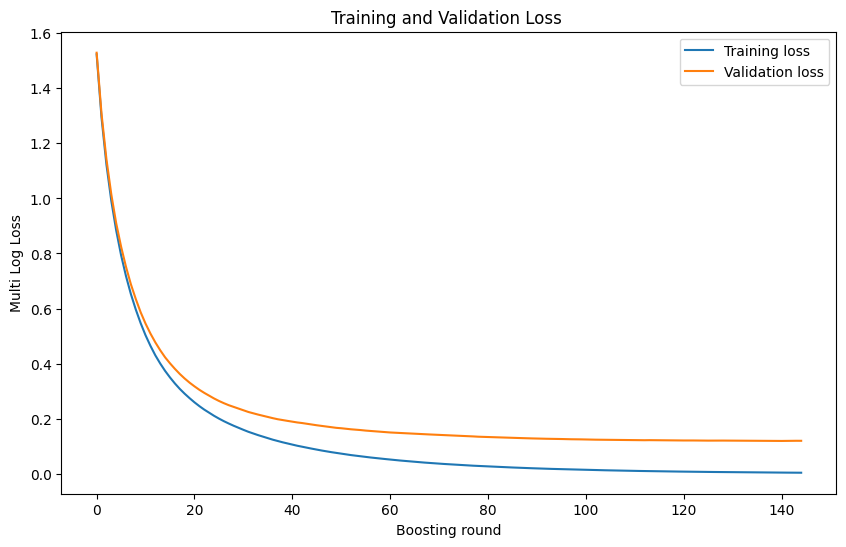 Training and Validation Loss
Training loss
Validation loss
Multi Log Loss
1.6
1.4
1.2
1.0
0.8
0.6
0.4
0.2
0.0
0 20 40 60 80 100 120 140
Boosting round